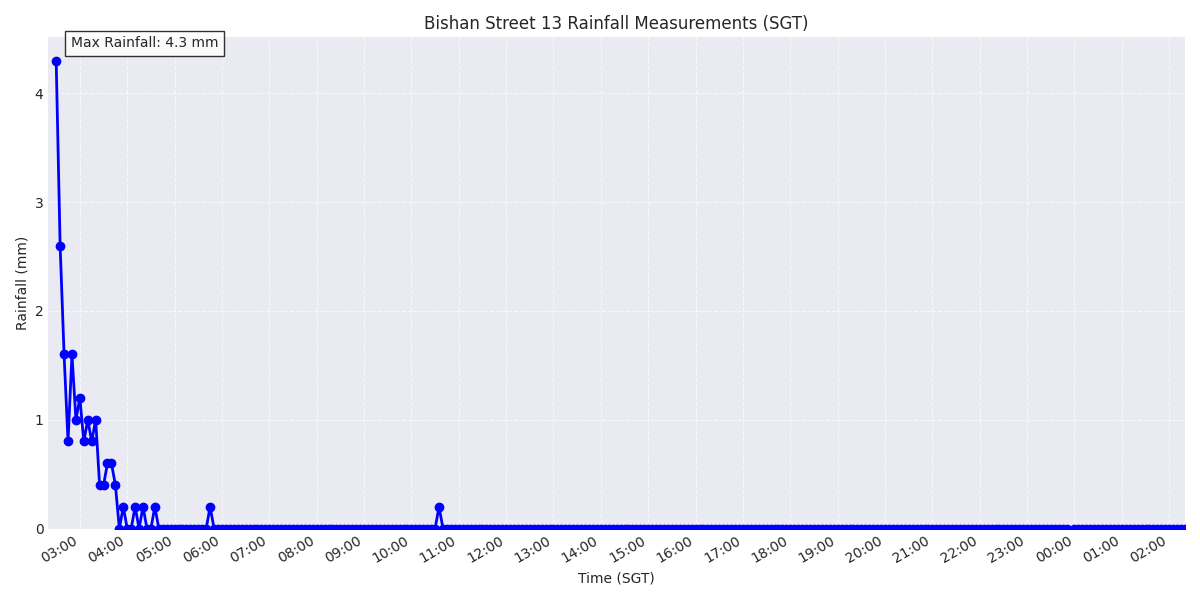 Bishan Street 13 Rainfall Measurements (SGT)
Max Rainfall: 4.3 mm
4
3
2
1
0
Rainfall (mm)
03:00 04:00 05:00 06:00 07:00 08:00 09:00 10:00 11:00 12:00 13:00 14:00 15:00 16:00 17:00 18:00 19:00 20:00 21:00 22:00 23:00 00:00 01:00 02:00
Time (SGT)